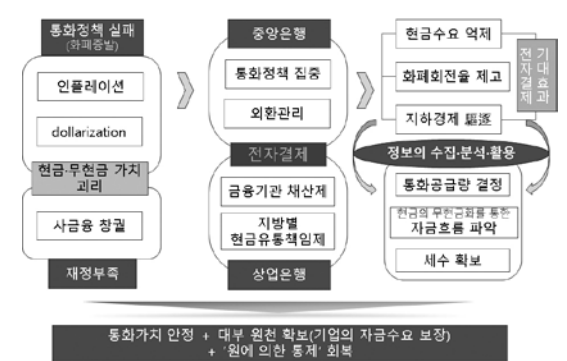 통화정책 실패
(화폐증발)
인플레이션
dollarization
현금·무현금 가치
괴리
사금융 창궐
재정부족
중앙은행
통화정책 집중
외환관리
전자결제
금융기관 채산제
지방별
현금유통책임제
상업은행
현금수요 억제
화폐회전율 제고
지하경제 驅逐
전자결제
기대효과
정보의 수집·분석·활용
통화공급량 결정
현금의 무현금화를 통한
자금흐름 파악
세수 확보
통화가치 안정 + 대부 원천 확보(기업의 자금수요 보장)
+ '원에 의한 통제' 회복